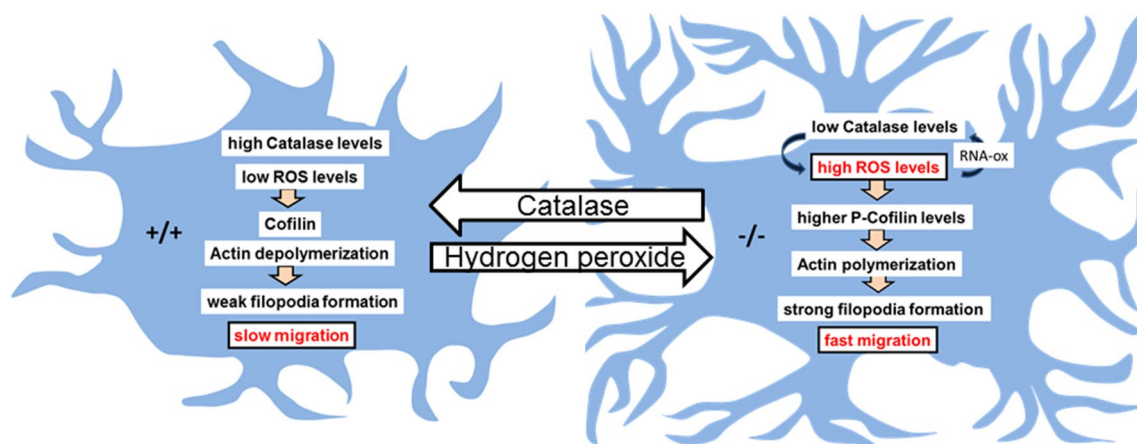 high Catalase levels
low ROS levels
+/+
Cofilin
Actin depolymerization
weak filopodia formation
slow migration
Catalase
Hydrogen peroxide
low Catalase levels
high ROS levels
RNA-ox
higher P-Cofilin levels
-/-
Actin polymerization
strong filopodia formation
fast migration